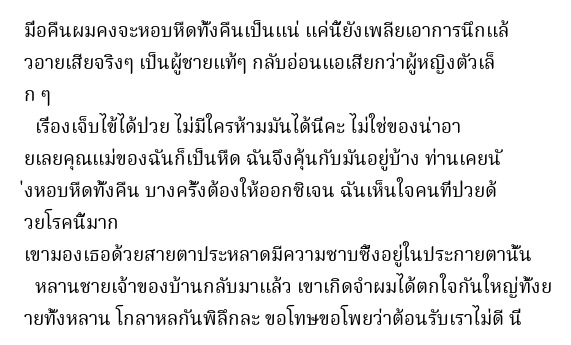 มือคืนผมคงจะหอบหืดทั้งคืนเป็นแน่ แค่นี้ยังเพลียเอาการนึกแล้
วอายเสียจริงๆ เป็นผู้ชายแท้ๆ กลับอ่อนแอเสียกว่าผู้หญิงตัวเล็
ก ๆ
เรื่องเจ็บไข้ได้ป่วย ไม่มีใครห้ามมันได้นี่คะ ไม่ใช่ของน่าอา
ยเลยคุณแม่ของฉันก็เป็นหืด ฉันจึงคุ้นกับมันอยู่บ้าง ท่านเคยนั
่งหอบหืดทั้งคืน บางครั้งต้องให้ออกซิเจน ฉันเห็นใจคนที่ป่วยด้
วยโรคนี้มาก
เขามองเธอด้วยสายตาประหลาดมีความซาบซึ้งอยู่ในประกายตานั้น
หลานชายเจ้าของบ้านกลับมาแล้ว เขาเกิดจำผมได้ตกใจกันใหญ่ทั้งย
ายทั้งหลาน โกลาหลกันพิลึกละ ขอโทษขอโพยว่าต้อนรับเราไม่ดี นี่